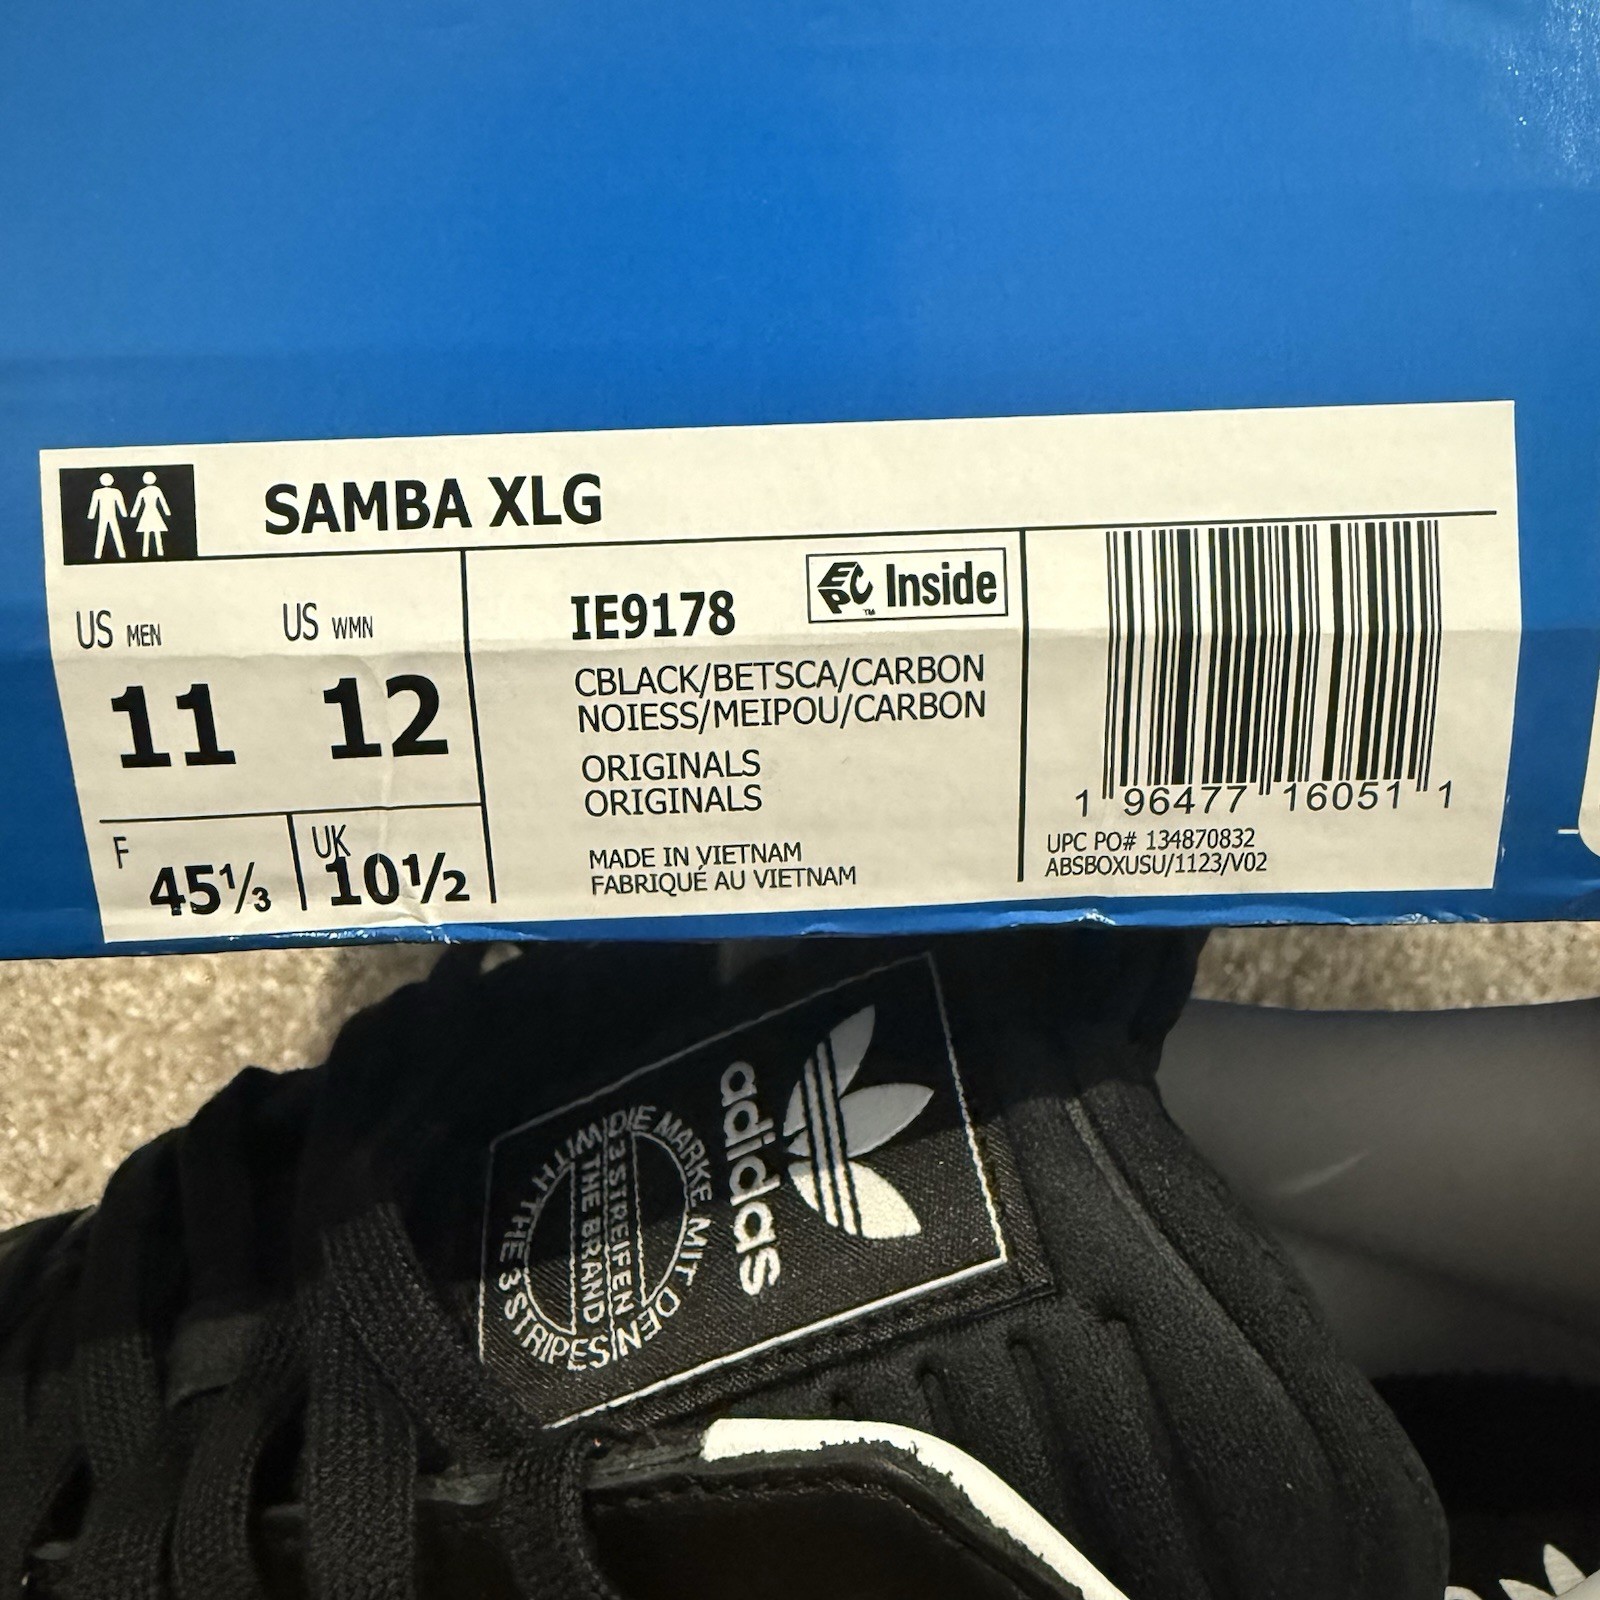 SAMBA XLG
US MEN
US WMN
11
12
F
45⅓
UK
10½
IE9178
EPC Inside
™
CBLACK/BETSCA/CARBON
NOIESS/MEIPOU/CARBON
ORIGINALS
ORIGINALS
MADE IN VIETNAM
FABRIQUÉ AU VIETNAM
1 96477 16051 1
UPC PO# 134870832
ABSBOXUSU/1123/V02
adidas
DIE MARKE MIT DEN
3 STREIFEN
THE BRAND
WITH THE 3 STRIPES